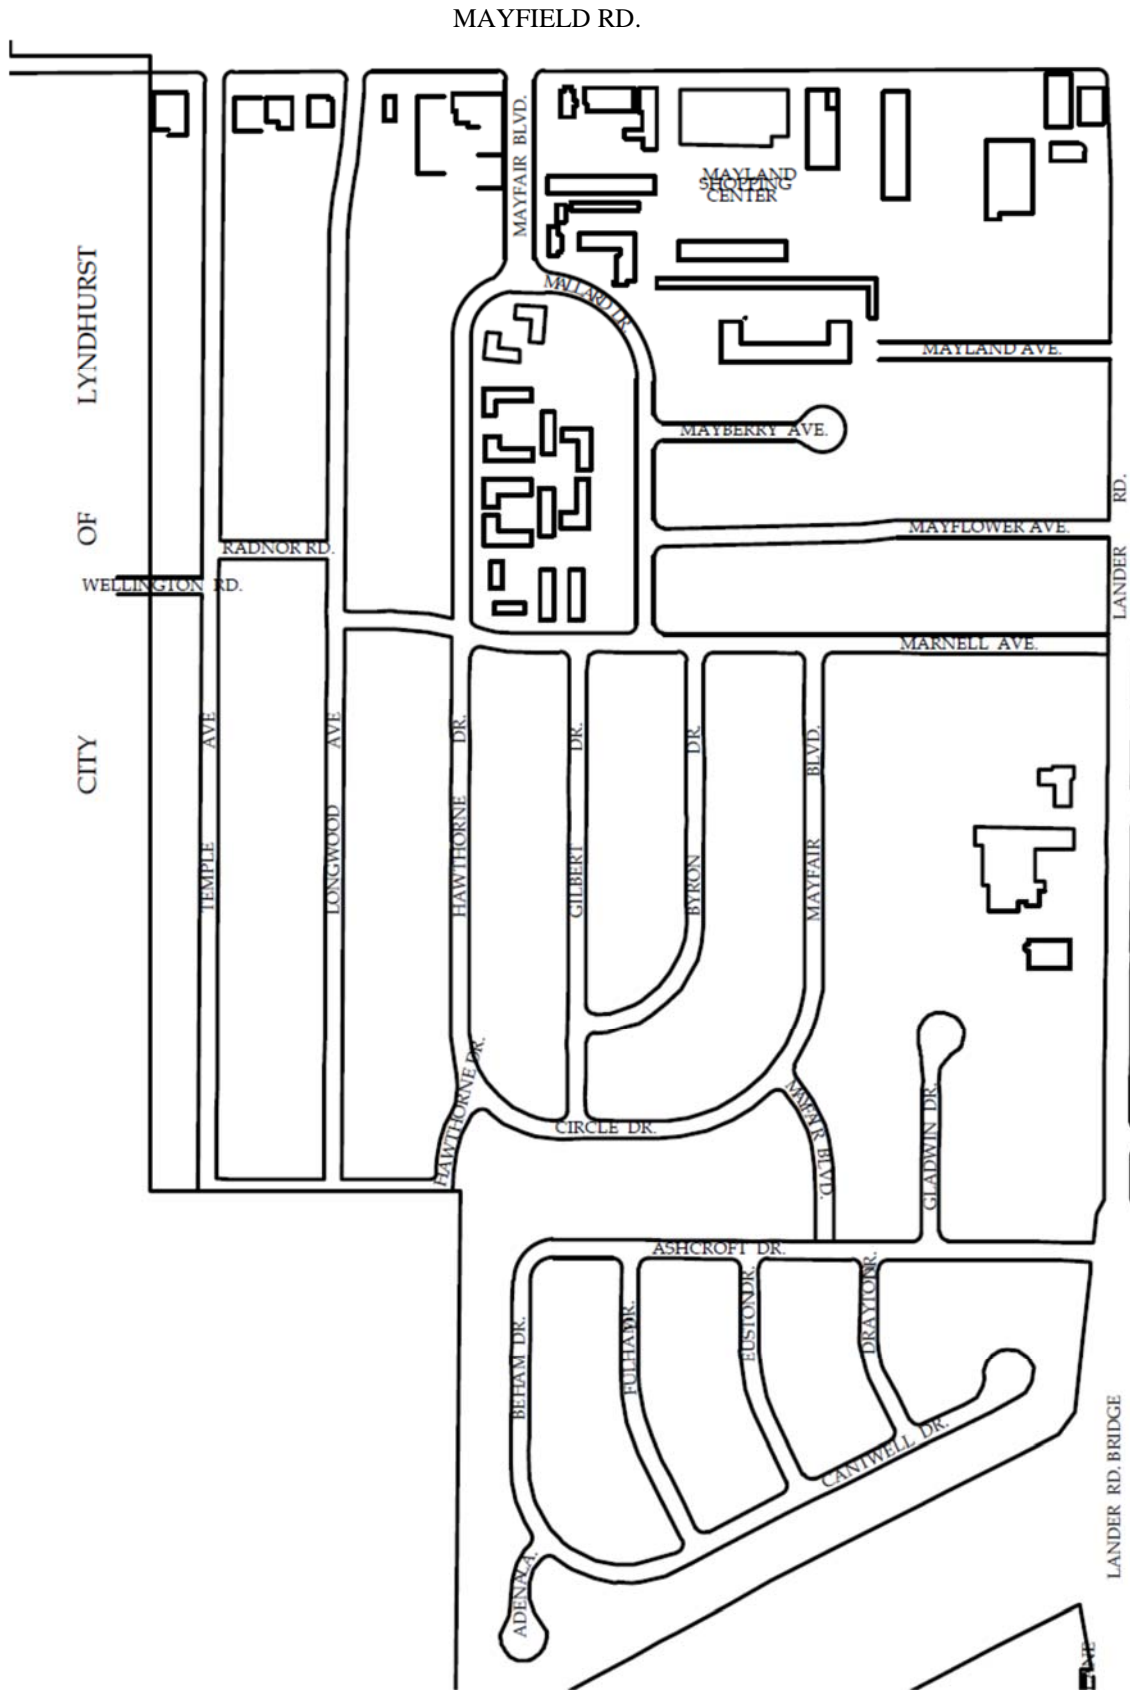 MAYFIELD RD.
MAYFAIR BLVD.
MAYLAND
SHOPPING
CENTER
CITY OF LYNDHURST
MALLARD DR.
MAYLAND AVE.
MAYBERRY AVE.
LANDER RD.
MAYFLOWER AVE.
RADNOR RD.
WELLINGTON RD.
MARNELL AVE.
TEMPLE AVE
LONGWOOD AVE
HAWTHORNE DR.
GILBERT DR.
BYRON DR.
MAYFAIR BLVD.
HAWTHORNE DR.
CIRCLE DR.
MAYFAIR BLVD.
GLADWIN DR.
ASHCROFT DR.
BEHAM DR.
FULHAM DR.
EUSTON DR.
DRAYTON DR.
CANTWELL DR.
LANDER RD. BRIDGE
ADENA LA.